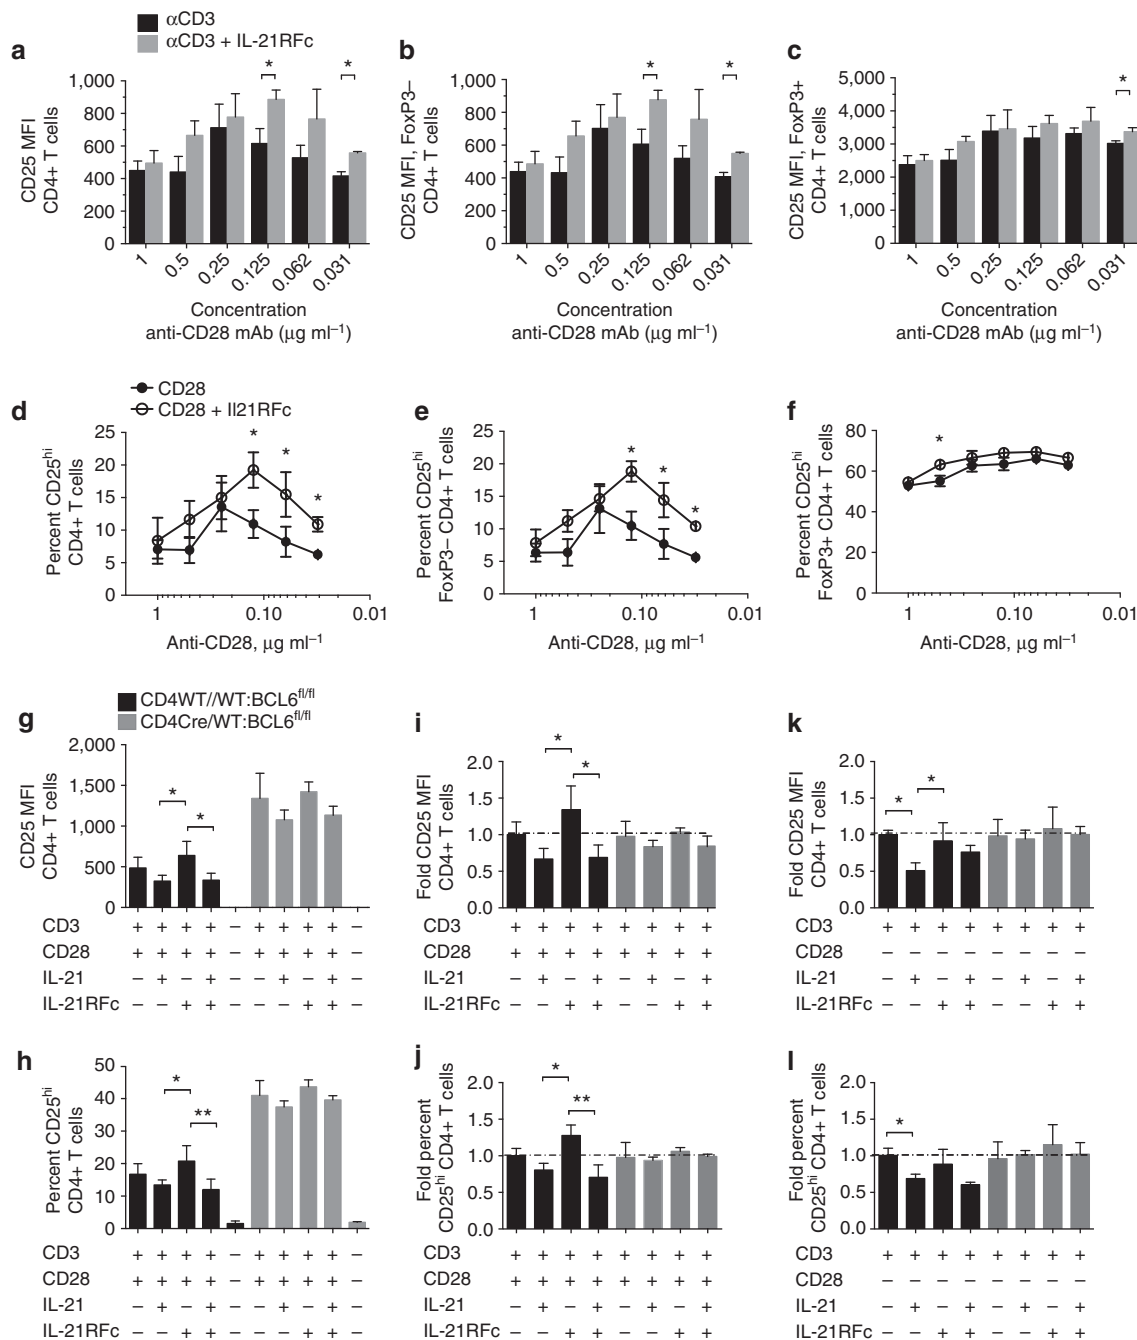 αCD3
αCD3 + IL-21RFc
a
CD25 MFI
CD4+ T cells
1,000
800
600
400
200
0
1
0.5
0.25
0.125
0.062
0.031
*
*
Concentration
anti-CD28 mAb (μg ml–1)
b
CD25 MFI, FoxP3–
CD4+ T cells
1,000
800
600
400
200
0
1
0.5
0.25
0.125
0.062
0.031
*
*
Concentration
anti-CD28 mAb (μg ml–1)
c
CD25 MFI, FoxP3+
CD4+ T cells
5,000
4,000
3,000
2,000
1,000
0
1
0.5
0.25
0.125
0.062
0.031
*
Concentration
anti-CD28 mAb (μg ml–1)
CD28
CD28 + Il21RFc
d
Percent CD25hi
CD4+ T cells
25
20
15
10
5
0
* * *
1 0.10 0.01
Anti-CD28, μg ml–1
e
Percent CD25hi
FoxP3– CD4+ T cells
25
20
15
10
5
0
* * *
1 0.10 0.01
Anti-CD28, μg ml–1
f
Percent CD25hi
FoxP3+ CD4+ T cells
80
60
40
20
0
*
1 0.10 0.01
Anti-CD28, μg ml–1
CD4WT//WT:BCL6fl/fl
CD4Cre/WT:BCL6fl/fl
g
CD25 MFI
CD4+ T cells
2,000
1,500
1,000
500
0
* *
CD3 + + + + – + + + + –
CD28 + + + + – + + + + –
IL-21 – + – + – – + – + –
IL-21RFc – – + + – – – + + –
i
Fold CD25 MFI
CD4+ T cells
2.0
1.5
1.0
0.5
0.0
* *
CD3 + + + + + + + +
CD28 + + + + + + + +
IL-21 – + – + – + – +
IL-21RFc – – + + – – + +
k
Fold CD25 MFI
CD4+ T cells
2.0
1.5
1.0
0.5
0.0
* *
CD3 + + + + + + + +
CD28 – – – – – – – –
IL-21 – + – + – + – +
IL-21RFc – – + + – – + +
h
Percent CD25hi
CD4+ T cells
50
40
30
20
10
0
* **
CD3 + + + + – + + + + –
CD28 + + + + – + + + + –
IL-21 – + – + – – + – + –
IL-21RFc – – + + – – – + + –
j
Fold percent
CD25hi CD4+ T cells
2.0
1.5
1.0
0.5
0.0
* **
CD3 + + + + + + + +
CD28 + + + + + + + +
IL-21 – + – + – + – +
IL-21RFc – – + + – – + +
l
Fold percent
CD25hi CD4+ T cells
2.0
1.5
1.0
0.5
0.0
*
CD3 + + + + + + + +
CD28 – – – – – – – –
IL-21 – + – + – + – +
IL-21RFc – – + + – – + +